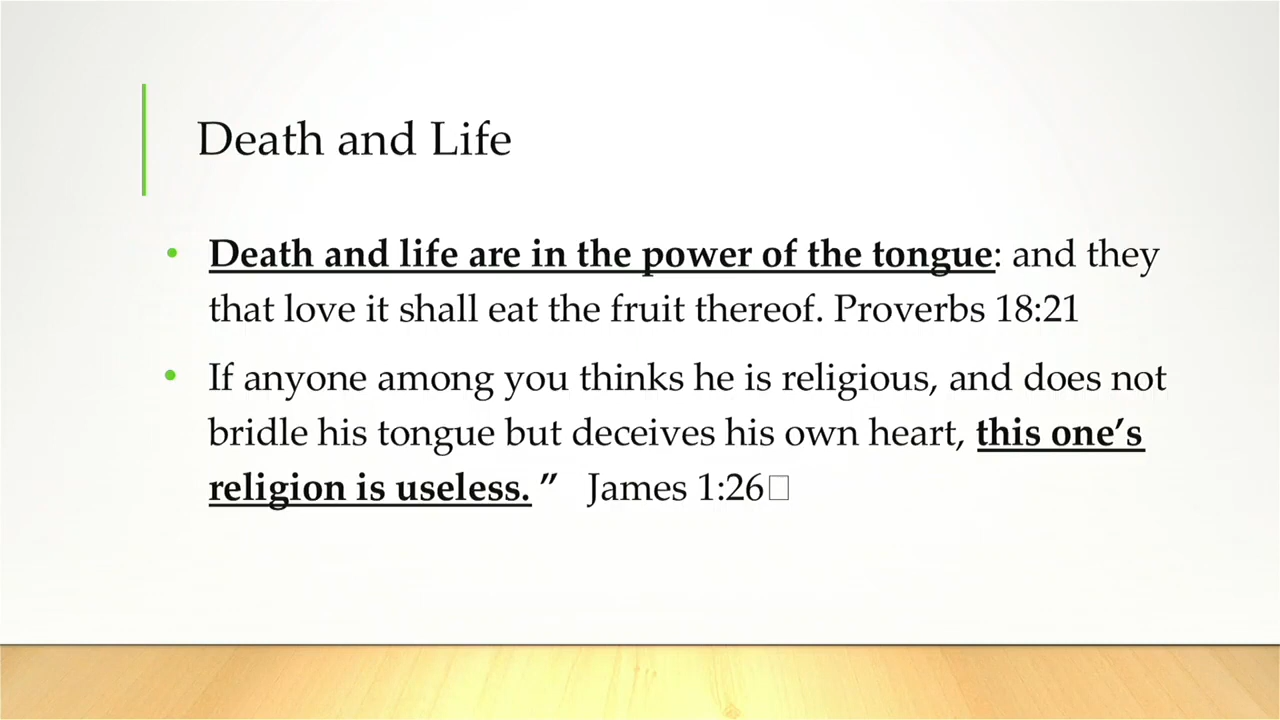 Death and Life
• Death and life are in the power of the tongue: and they
that love it shall eat the fruit thereof. Proverbs 18:21
• If anyone among you thinks he is religious, and does not
bridle his tongue but deceives his own heart, this one’s
religion is useless. ” James 1:26□